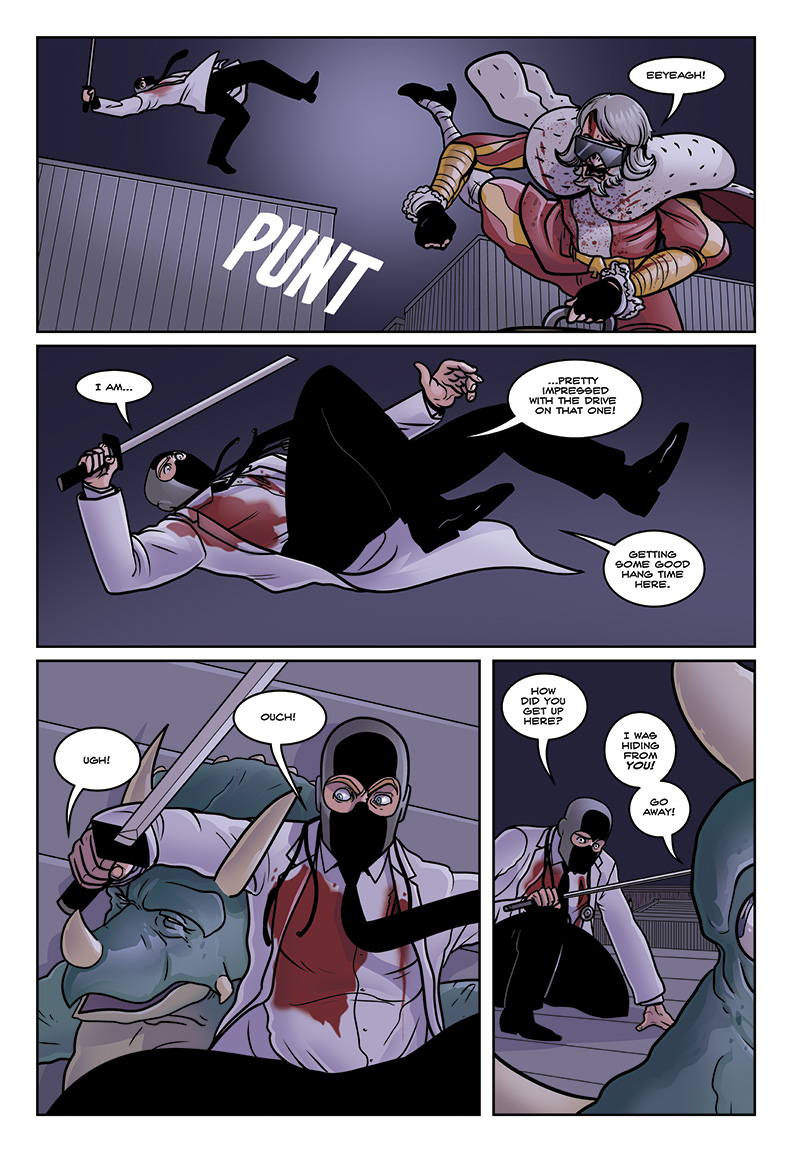 EEYEAGH!
PUNT
I AM...
...PRETTY
IMPRESSED
WITH THE DRIVE
ON THAT ONE!
GETTING
SOME GOOD
HANG TIME
HERE.
UGH!
OUCH!
HOW
DID YOU
GET UP
HERE?
I WAS
HIDING
FROM
YOU!
GO
AWAY!